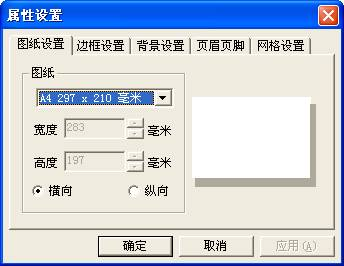 属性设置
图纸设置 边框设置 背景设置 页眉页脚 网格设置
图纸
A4 297 x 210 毫米
宽度 283 毫米
高度 197 毫米
横向 纵向
确定 取消 应用(A)